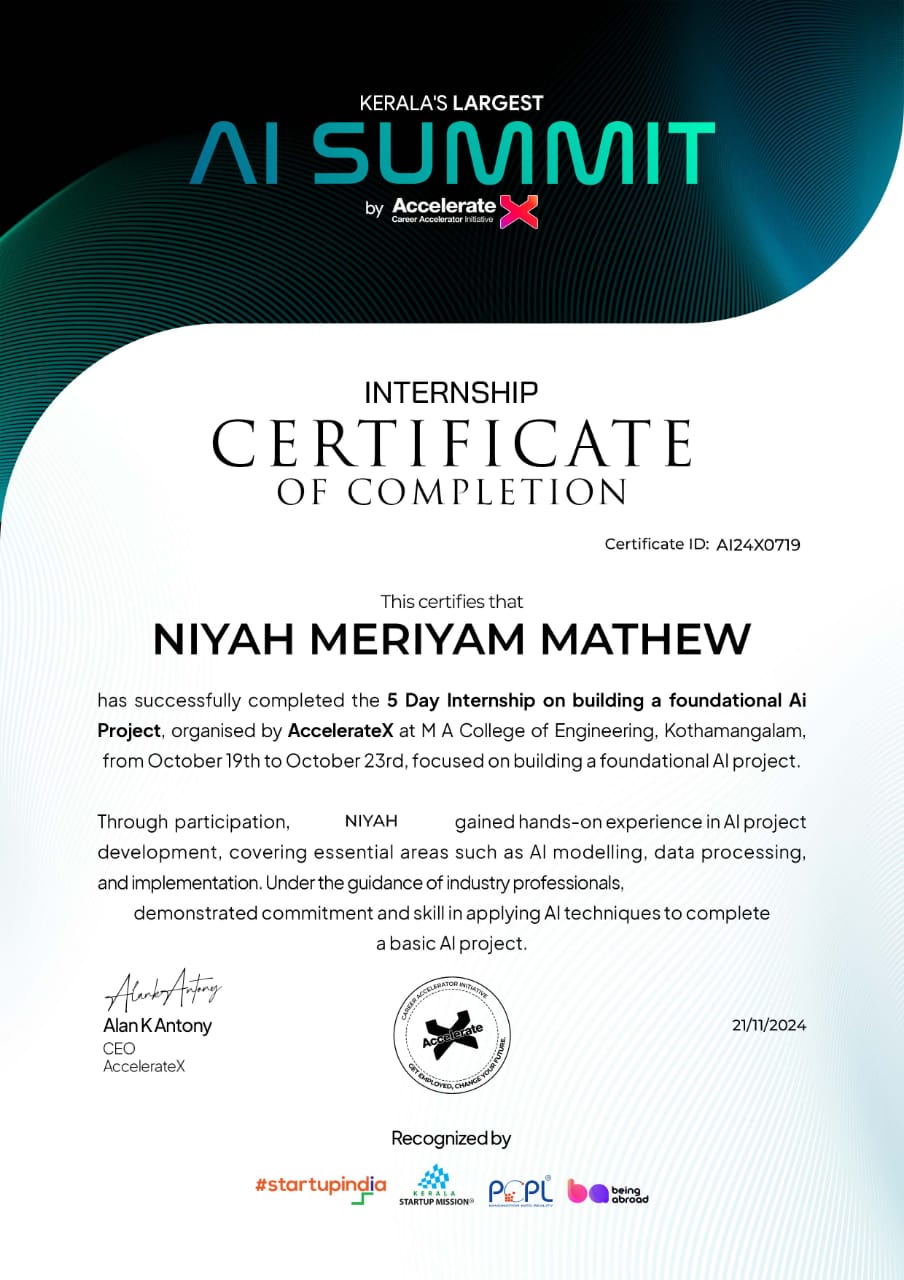 KERALA'S LARGEST
AI SUMMIT
by Accelerate X
Career Accelerator Initiative
INTERNSHIP
CERTIFICATE
OF COMPLETION
Certificate ID: AI24X0719
This certifies that
NIYAH MERIYAM MATHEW
has successfully completed the 5 Day Internship on building a foundational Ai
Project, organised by AccelerateX at M A College of Engineering, Kothamangalam,
from October 19th to October 23rd, focused on building a foundational AI project.
Through participation, NIYAH gained hands-on experience in AI project
development, covering essential areas such as AI modelling, data processing,
and implementation. Under the guidance of industry professionals,
demonstrated commitment and skill in applying AI techniques to complete
a basic AI project.
Alank Antony
Alan K Antony
CEO
AccelerateX
CAREER ACCELERATOR INITIATIVE
Accelerate
GET EMPLOYED, CHANGE YOUR FUTURE.
21/11/2024
Recognized by
#startupindia
KERALA
STARTUP MISSION®
PCPL®
IMAGINATION INTO REALITY
ba being
abroad